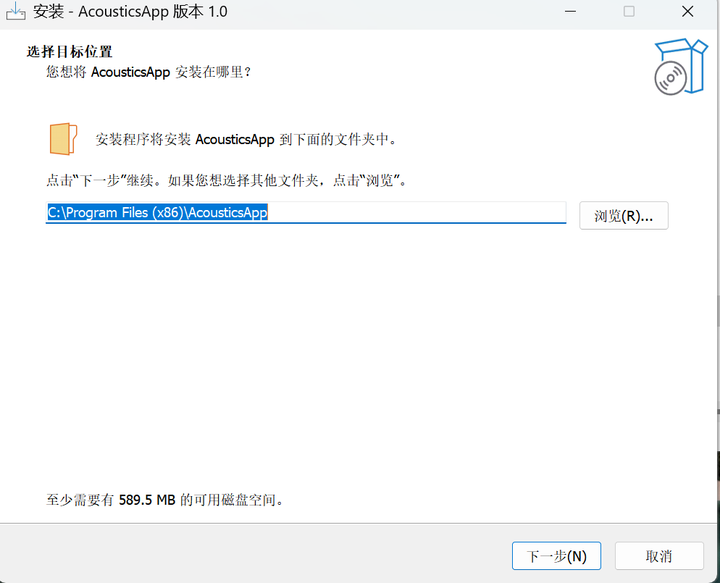 安装 - AcousticsApp 版本 1.0
选择目标位置
您想将 AcousticsApp 安装在哪里？
安装程序将安装 AcousticsApp 到下面的文件夹中。
点击“下一步”继续。如果您想选择其他文件夹，点击“浏览”。
C:\Program Files (x86)\AcousticsApp
浏览(R)...
至少需要有 589.5 MB 的可用磁盘空间。
下一步(N)
取消